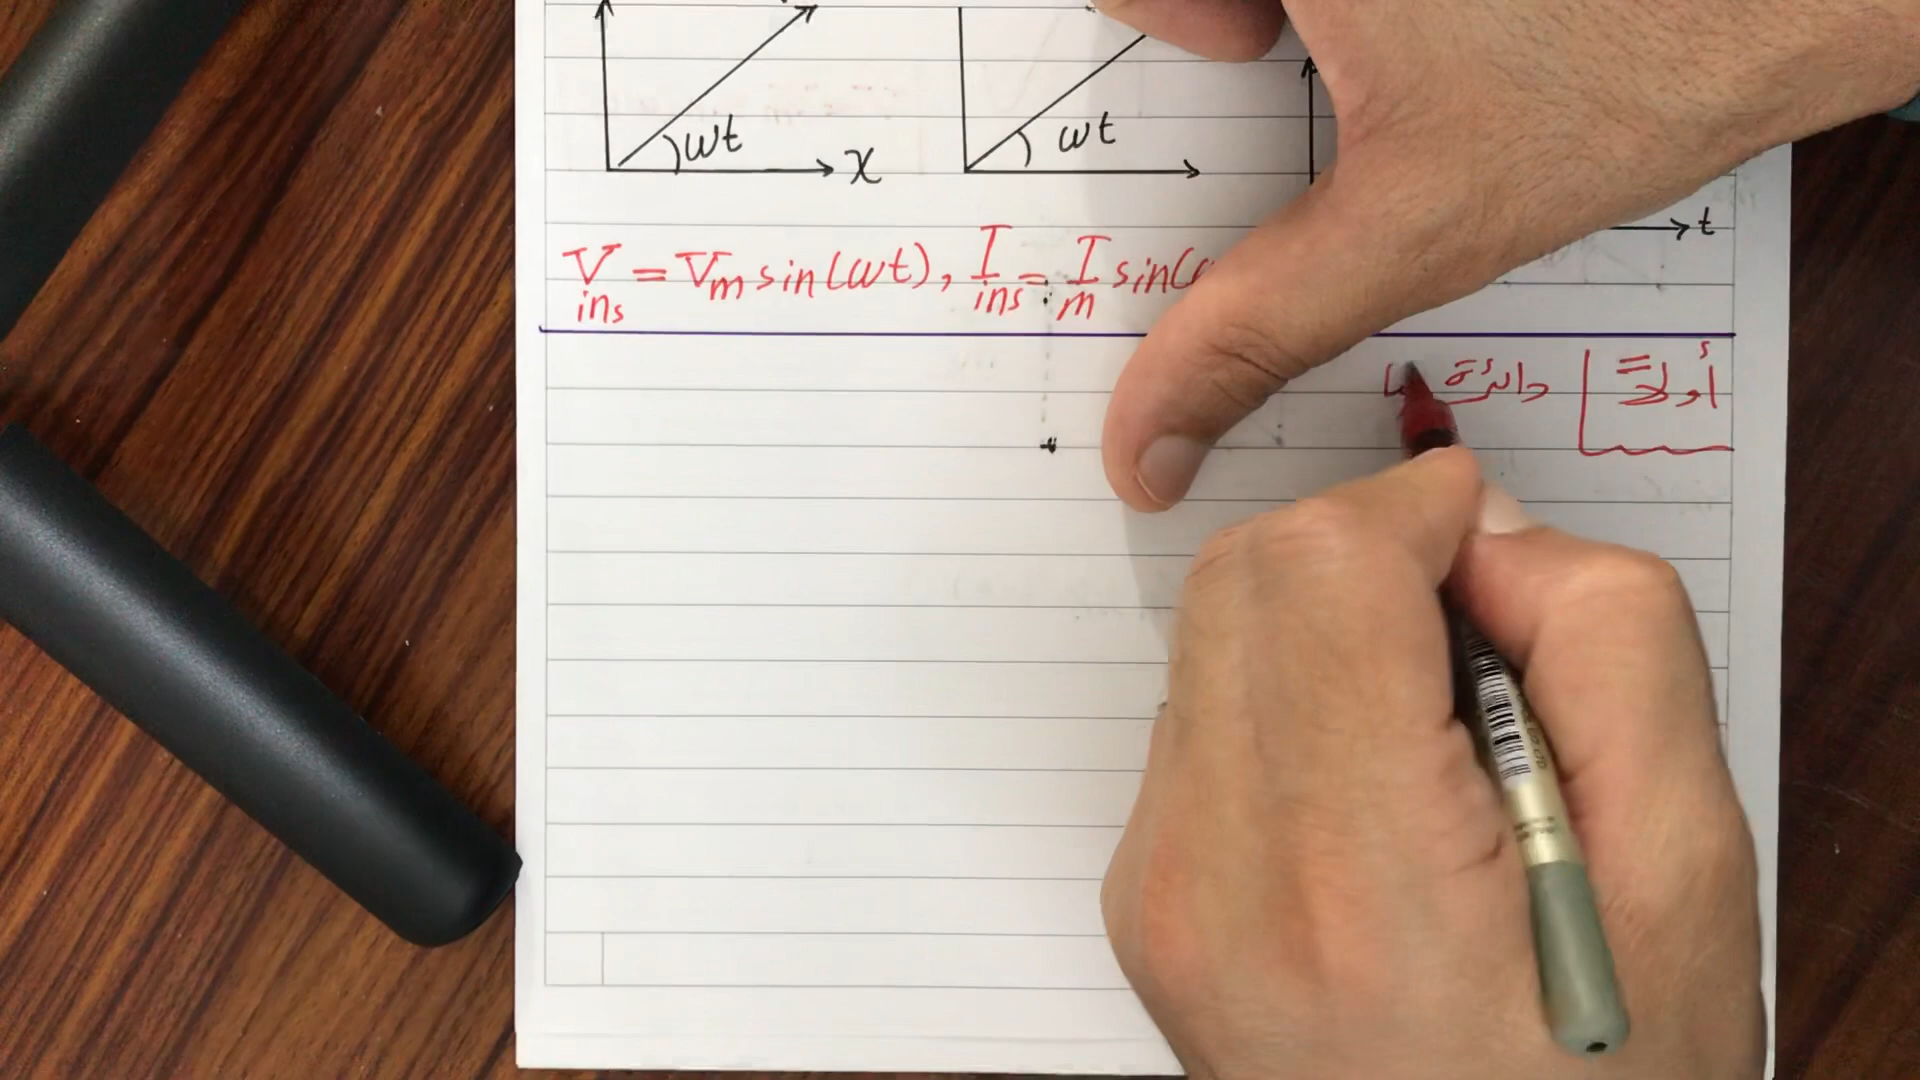 ωt x ωt
t
V ins = Vm sin(ωt), I ins = I m sin(
أولاً دائرة